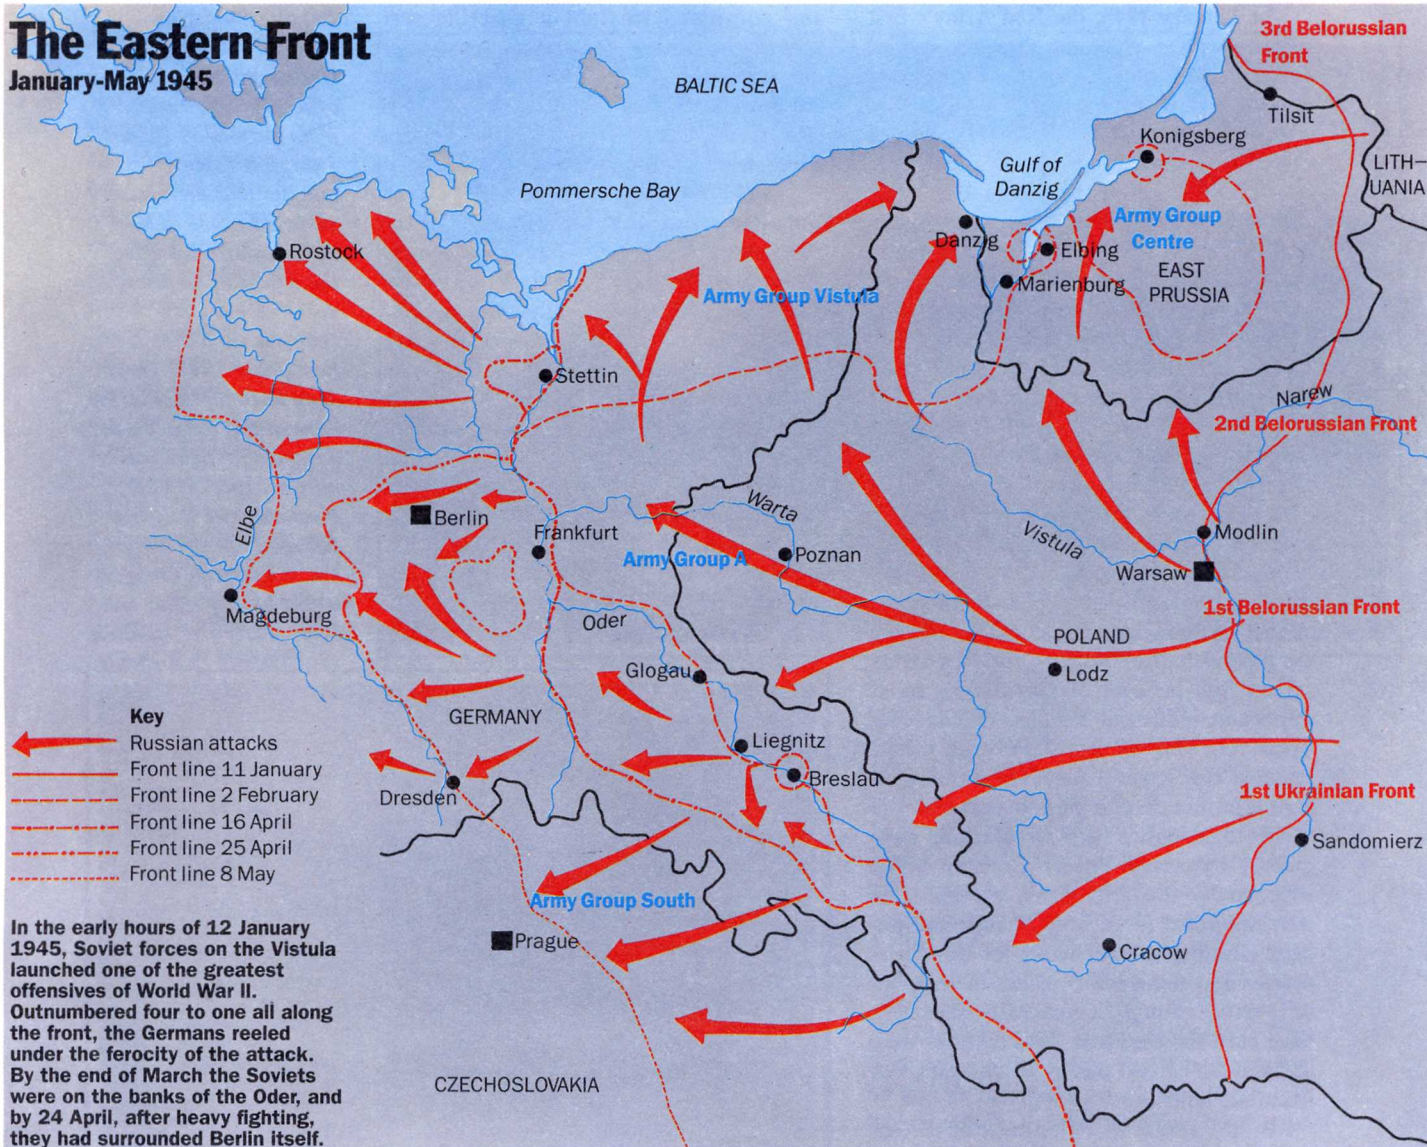 The Eastern Front
January-May 1945
3rd Belorussian
Front
BALTIC SEA
Tilsit
Konigsberg
LITH-
UANIA
Gulf of
Danzig
Pommersche Bay
Army Group
Centre
Danzig
Elbing
Rostock
EAST
PRUSSIA
Marienburg
Army Group Vistula
Stettin
Narew
2nd Belorussian Front
Warta
Elbe
Berlin
Frankfurt
Vistula
Modlin
Army Group A
Poznan
Warsaw
Magdeburg
1st Belorussian Front
Oder
POLAND
Glogau
Lodz
GERMANY
Liegnitz
Breslau
Dresden
1st Ukrainian Front
Sandomierz
Army Group South
Prague
Cracow
CZECHOSLOVAKIA
Key
Russian attacks
Front line 11 January
Front line 2 February
Front line 16 April
Front line 25 April
Front line 8 May
In the early hours of 12 January
1945, Soviet forces on the Vistula
launched one of the greatest
offensives of World War II.
Outnumbered four to one all along
the front, the Germans reeled
under the ferocity of the attack.
By the end of March the Soviets
were on the banks of the Oder, and
by 24 April, after heavy fighting,
they had surrounded Berlin itself.